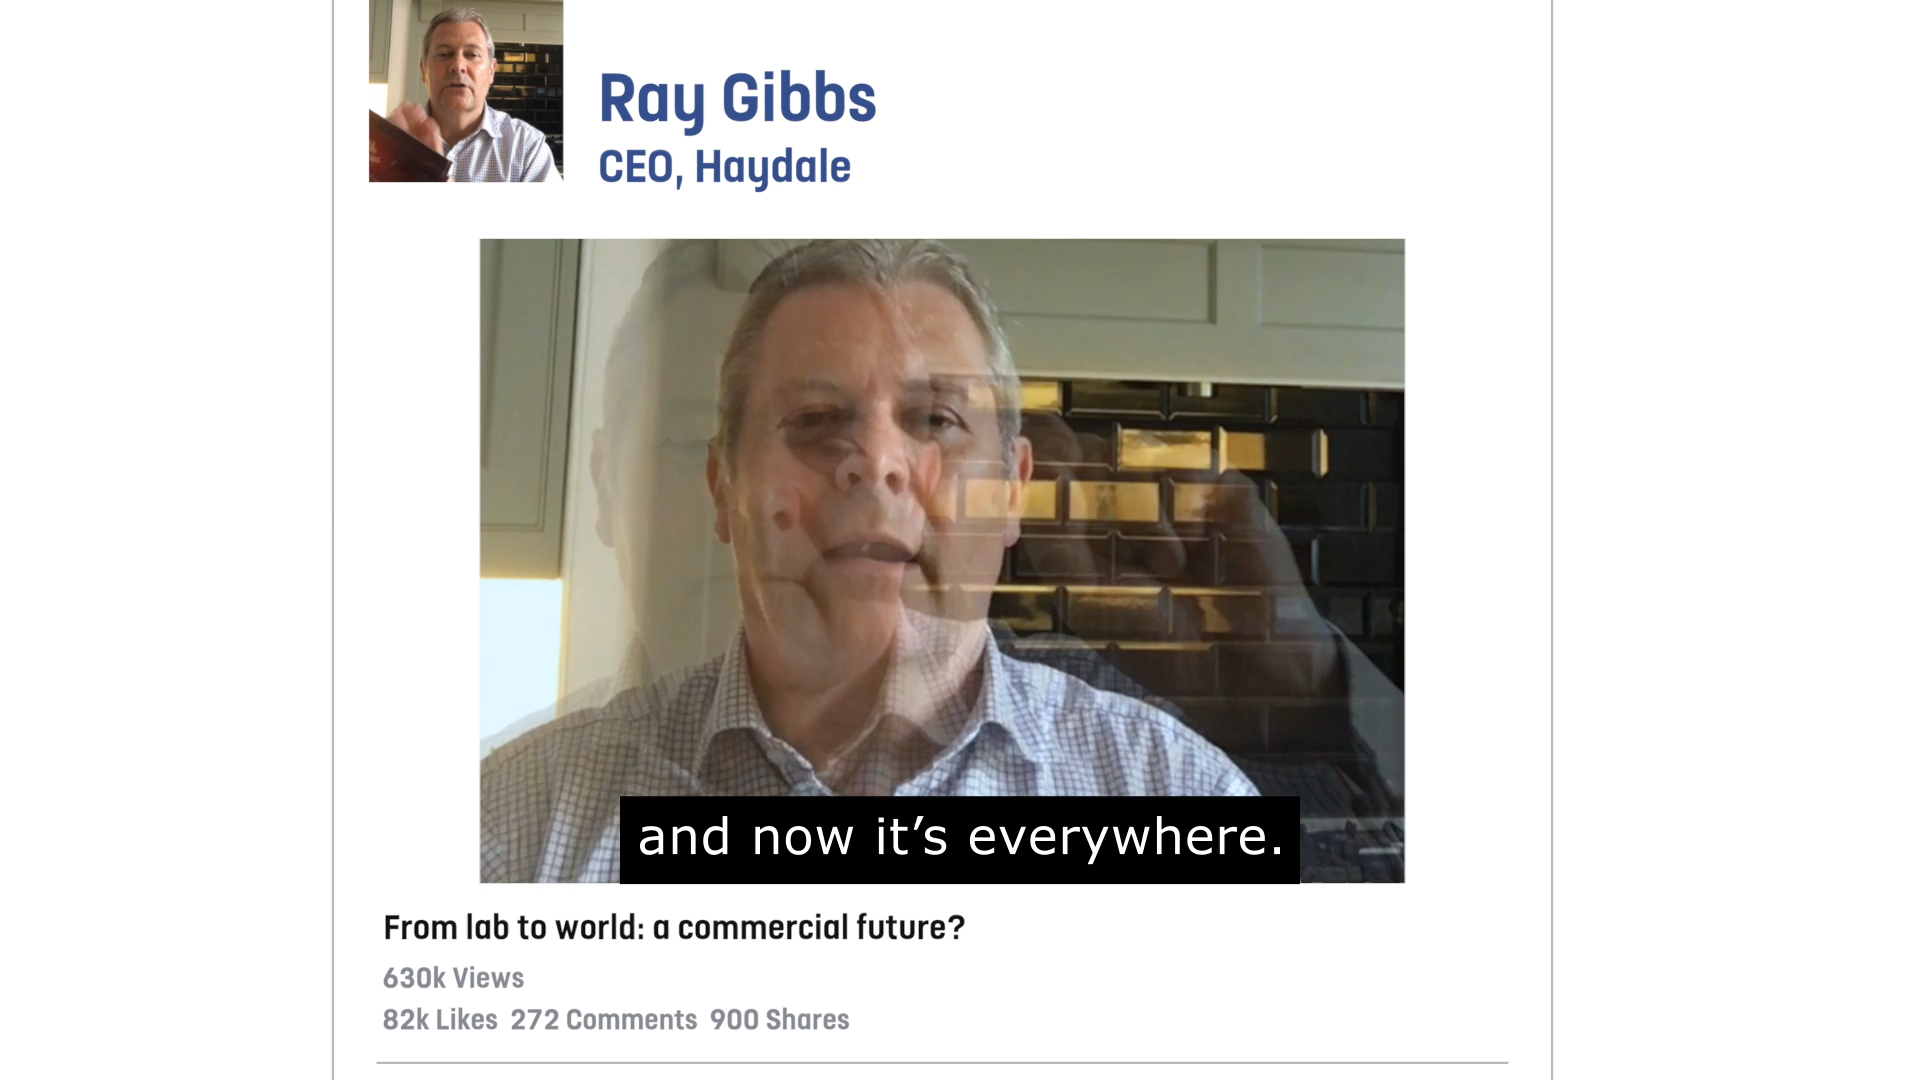 Ray Gibbs
CEO, Haydale
and now it’s everywhere.
From lab to world: a commercial future?
630k Views
82k Likes 272 Comments 900 Shares